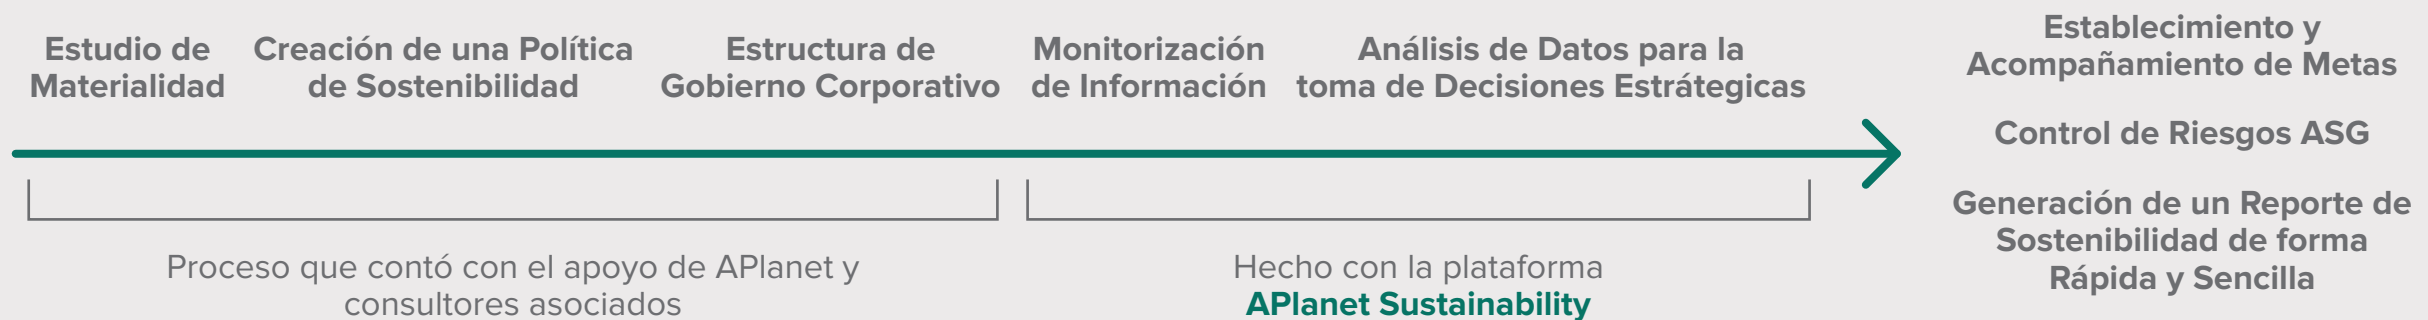 Estudio de
Materialidad
Creación de una Política
de Sostenibilidad
Estructura de
Gobierno Corporativo
Monitorización
de Información
Análisis de Datos para la
toma de Decisiones Estrátegicas
Establecimiento y
Acompañamiento de Metas
Control de Riesgos ASG
Generación de un Reporte de
Sostenibilidad de forma
Rápida y Sencilla
Proceso que contó con el apoyo de APlanet y
consultores asociados
Hecho con la plataforma
APlanet Sustainability